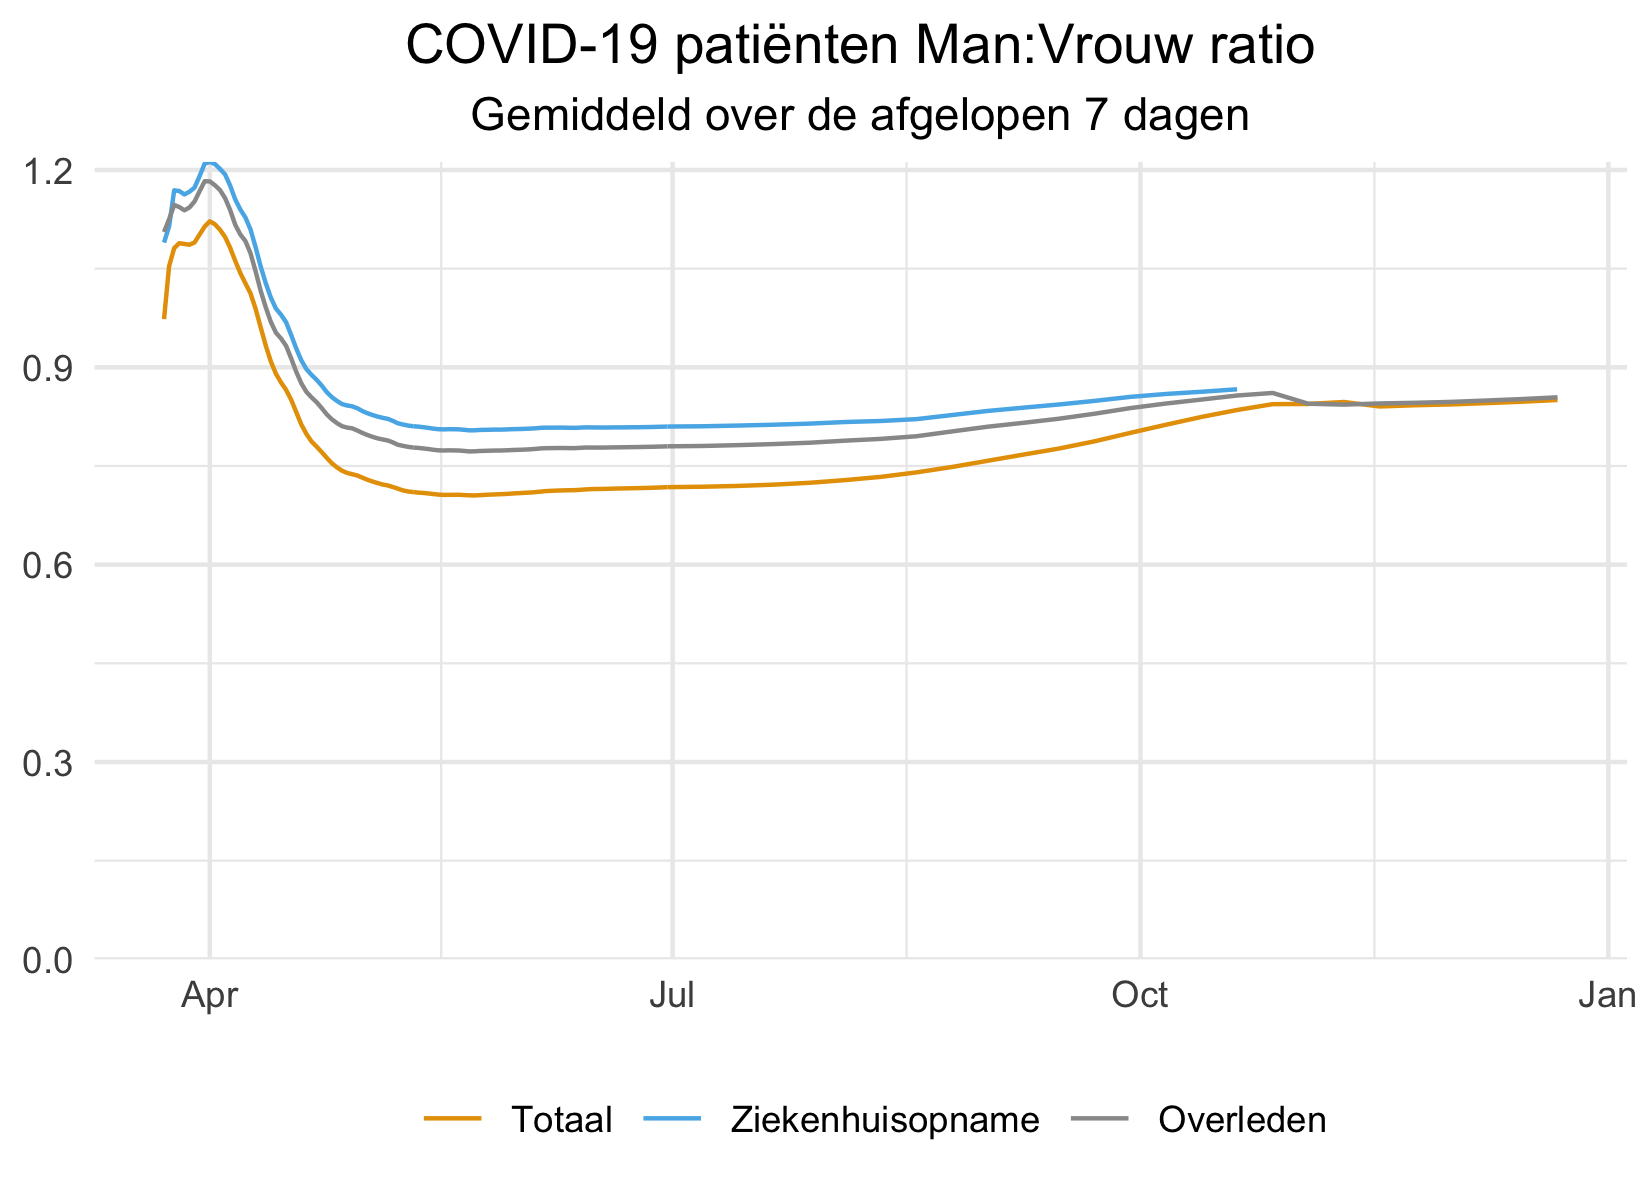 COVID-19 patiënten Man:Vrouw ratio
Gemiddeld over de afgelopen 7 dagen
1.2
0.9
0.6
0.3
0.0
Apr Jul Oct Jan
Totaal Ziekenhuisopname Overleden